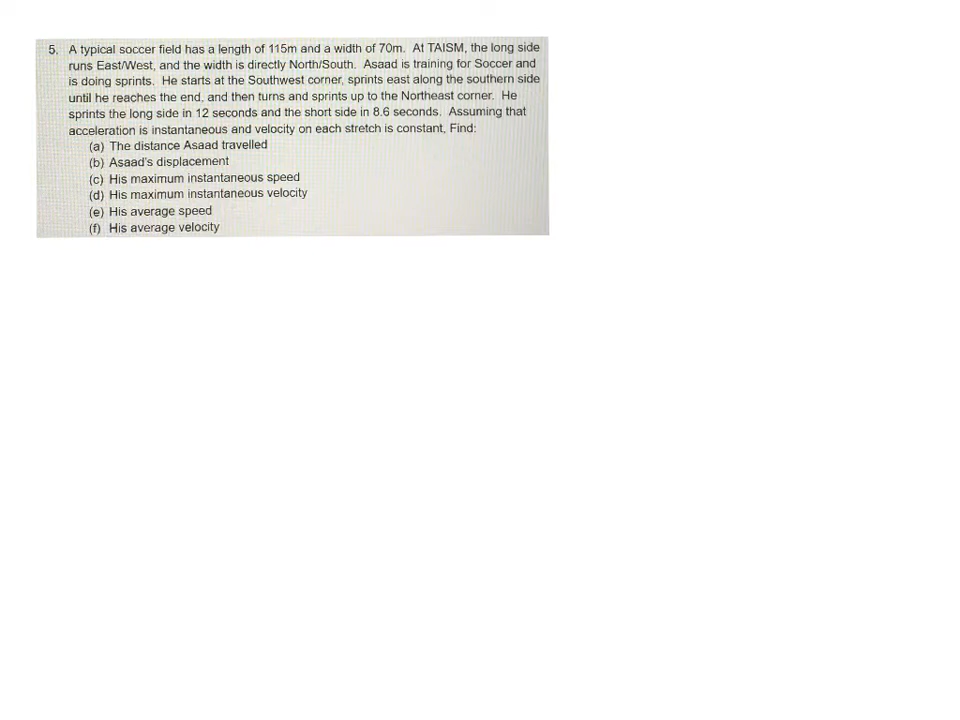 5. A typical soccer field has a length of 115m and a width of 70m. At TAISM, the long side
runs East/West, and the width is directly North/South. Asaad is training for Soccer and
is doing sprints. He starts at the Southwest corner, sprints east along the southern side
until he reaches the end, and then turns and sprints up to the Northeast corner. He
sprints the long side in 12 seconds and the short side in 8.6 seconds. Assuming that
acceleration is instantaneous and velocity on each stretch is constant, Find:
(a) The distance Asaad travelled
(b) Asaad's displacement
(c) His maximum instantaneous speed
(d) His maximum instantaneous velocity
(e) His average speed
(f) His average velocity